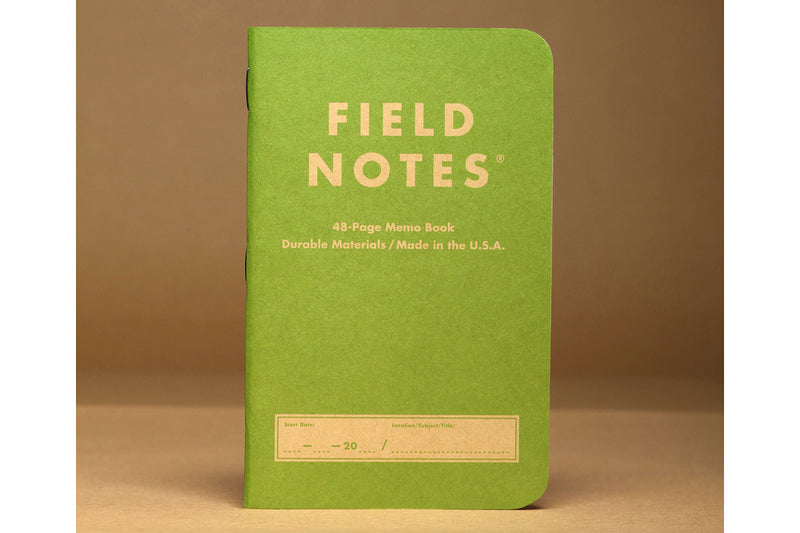 FIELD
NOTES®
48-Page Memo Book
Durable Materials / Made in the U.S.A.
Start Date: Location/Subject/Title:
— — 20 /